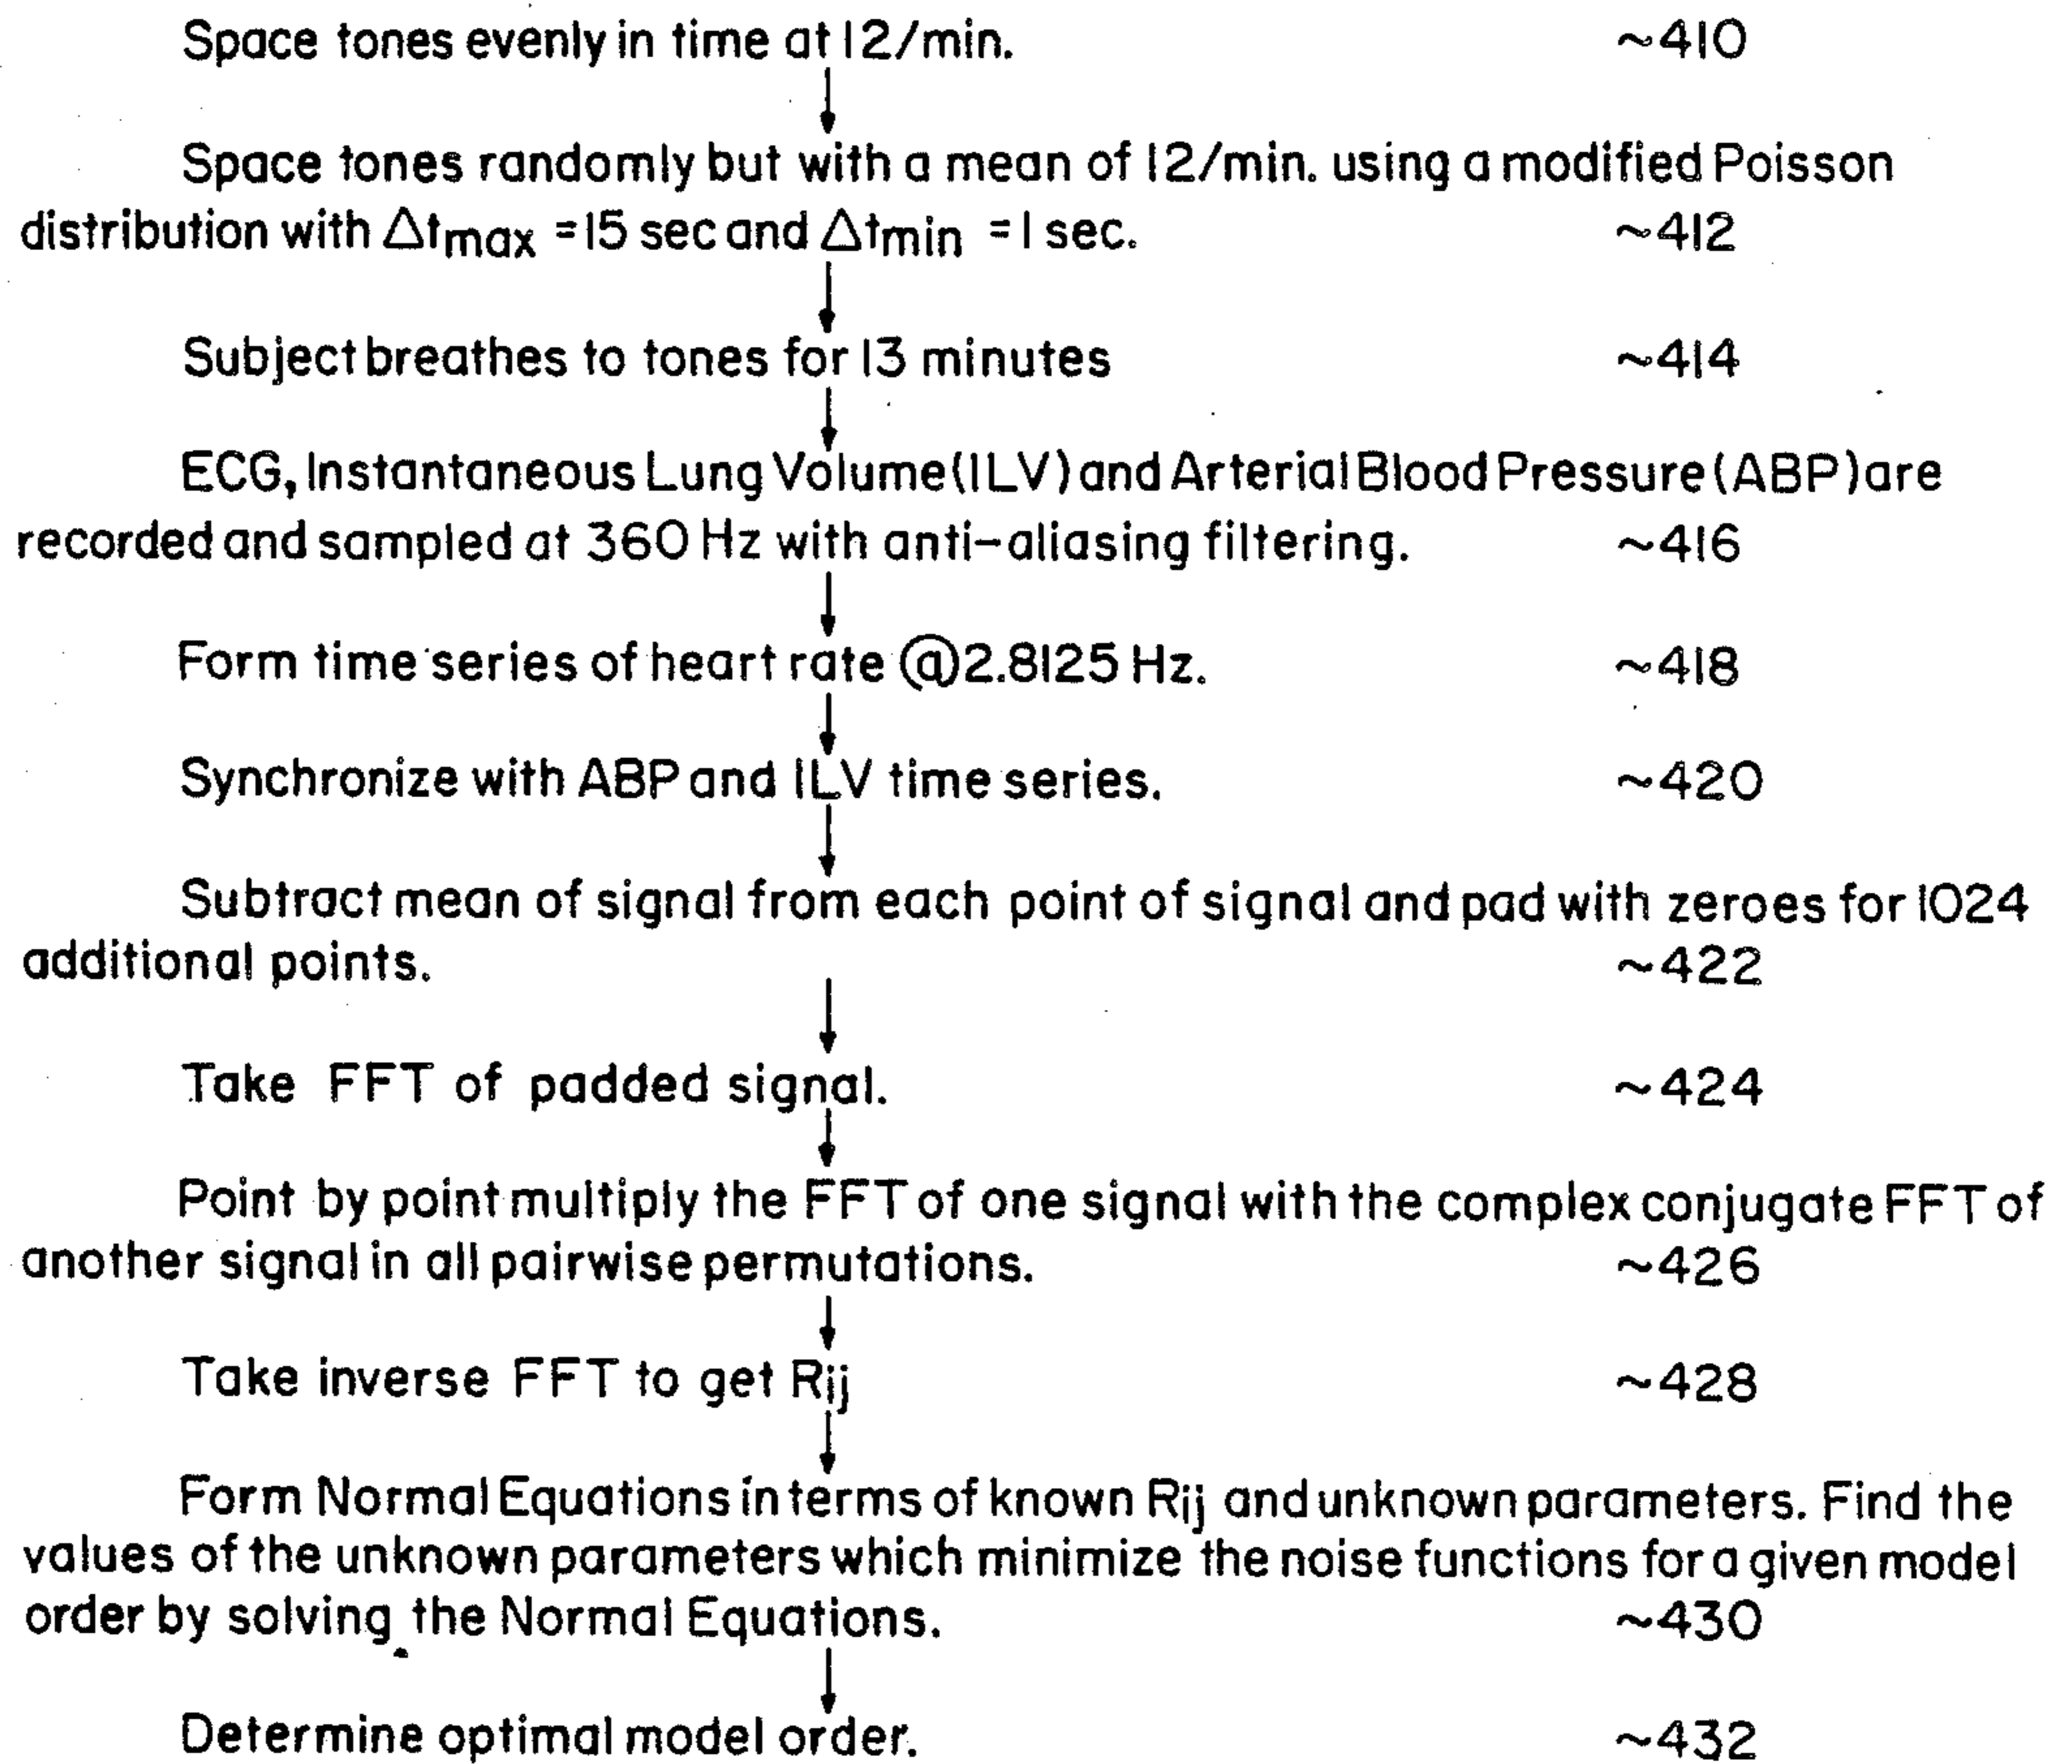 Space tones evenly in time at 12/min. ~410
Space tones randomly but with a mean of 12/min. using a modified Poisson
distribution with Δtmax =15 sec and Δtmin =1 sec. ~412
Subject breathes to tones for 13 minutes ~414
ECG, Instantaneous Lung Volume(ILV) and Arterial Blood Pressure(ABP)are
recorded and sampled at 360 Hz with anti-aliasing filtering. ~416
Form time series of heart rate @2.8125 Hz. ~418
Synchronize with ABP and ILV time series. ~420
Subtract mean of signal from each point of signal and pad with zeroes for 1024
additional points. ~422
Take FFT of padded signal. ~424
Point by point multiply the FFT of one signal with the complex conjugate FFT of
another signal in all pairwise permutations. ~426
Take inverse FFT to get Rij ~428
Form Normal Equations in terms of known Rij and unknown parameters. Find the
values of the unknown parameters which minimize the noise functions for a given model
order by solving the Normal Equations. ~430
Determine optimal model order. ~432